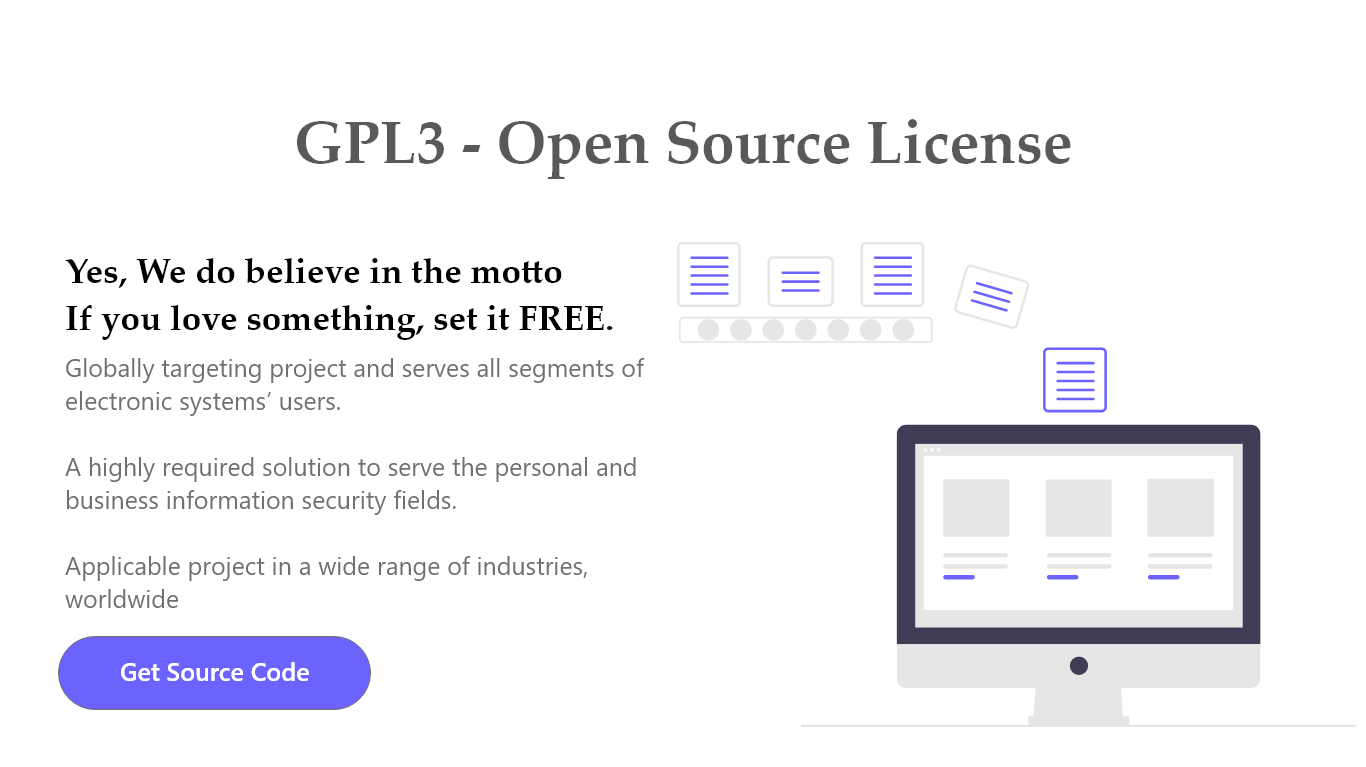 GPL3 - Open Source License
Yes, We do believe in the motto
If you love something, set it FREE.
Globally targeting project and serves all segments of
electronic systems’ users.
A highly required solution to serve the personal and
business information security fields.
Applicable project in a wide range of industries,
worldwide
Get Source Code